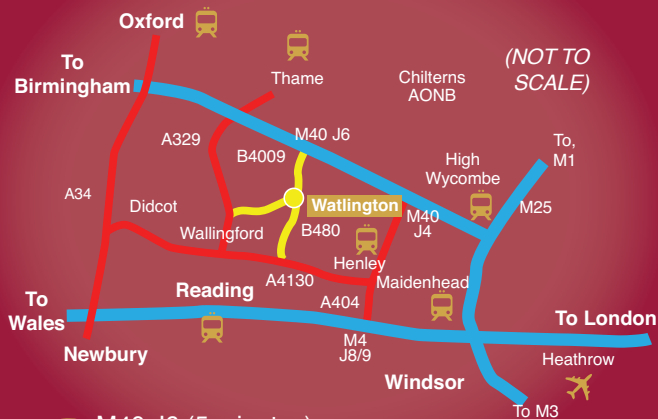 Oxford
To
Birmingham
Thame
Chilterns
AONB
(NOT TO
SCALE)
A329
M40 J6
B4009
To,
M1
High
Wycombe
A34
Didcot
Watlington
M25
M40
J4
Wallingford
B480
Henley
A4130
Maidenhead
Reading
A404
To
Wales
To London
M4
J8/9
Newbury
Heathrow
Windsor
To M3